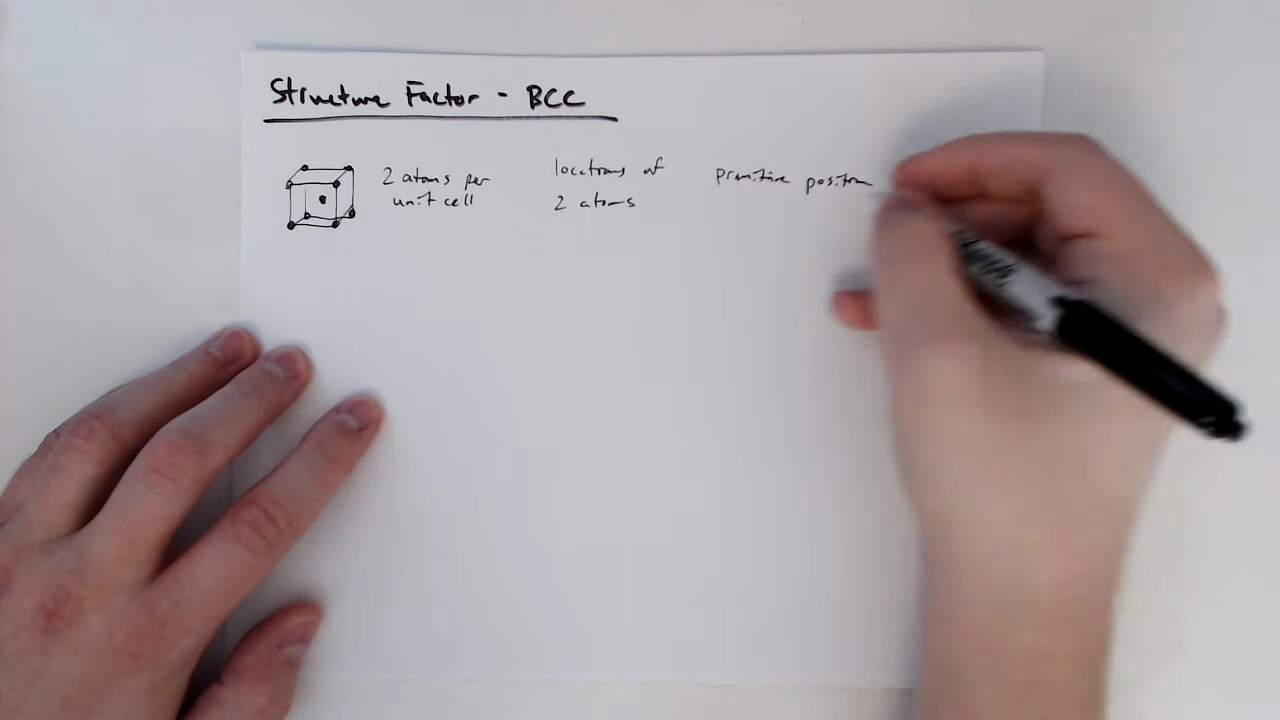 Structure Factor - BCC
2 atoms per
unit cell
locations of
2 atoms
primitive position